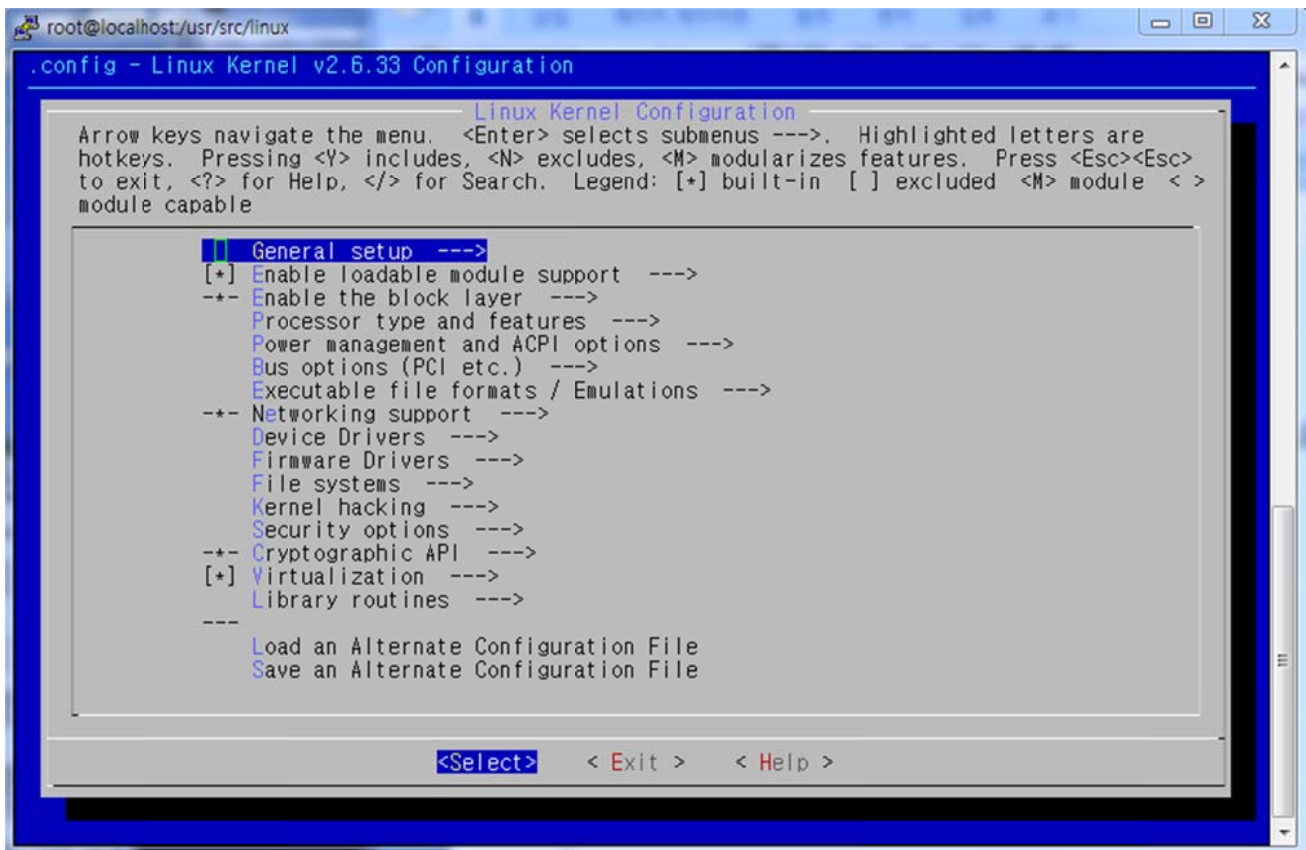 root@localhost:/usr/src/linux
.config - Linux Kernel v2.6.33 Configuration
Linux Kernel Configuration
Arrow keys navigate the menu.  <Enter> selects submenus --->.  Highlighted letters are
hotkeys.  Pressing <Y> includes, <N> excludes, <M> modularizes features.  Press <Esc><Esc>
to exit, <?> for Help, </> for Search.  Legend: [*] built-in  [ ] excluded  <M> module  < >
module capable
General setup  --->
[*] Enable loadable module support  --->
-*- Enable the block layer  --->
Processor type and features  --->
Power management and ACPI options  --->
Bus options (PCI etc.)  --->
Executable file formats / Emulations  --->
-*- Networking support  --->
Device Drivers  --->
Firmware Drivers  --->
File systems  --->
Kernel hacking  --->
Security options  --->
-*- Cryptographic API  --->
[*] Virtualization  --->
Library routines  --->
---
Load an Alternate Configuration File
Save an Alternate Configuration File
<Select>    < Exit >    < Help >